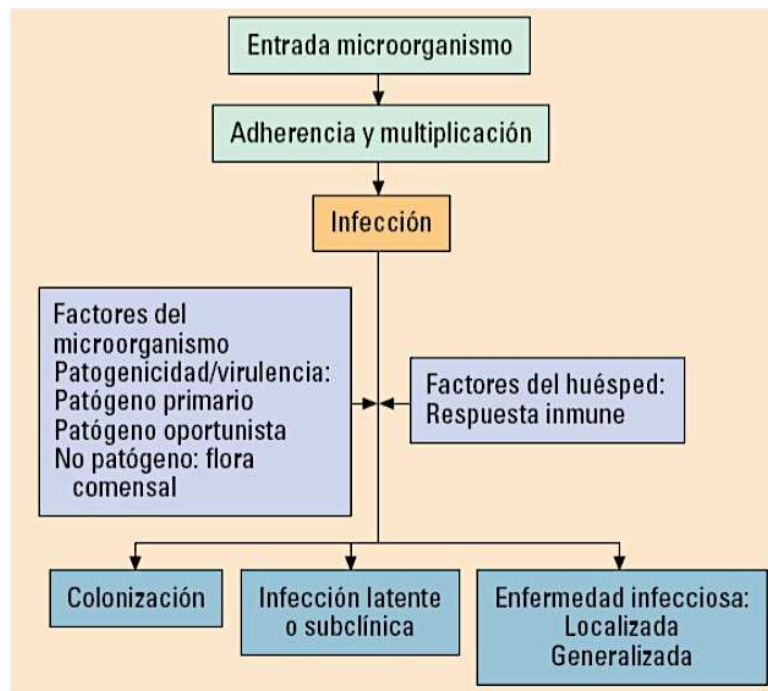 Entrada microorganismo
Adherencia y multiplicación
Infección
Factores del
microorganismo
Patogenicidad/virulencia:
Patógeno primario
Patógeno oportunista
No patógeno: flora
comensal
Factores del huésped:
Respuesta inmune
Colonización
Infección latente
o subclínica
Enfermedad infecciosa:
Localizada
Generalizada